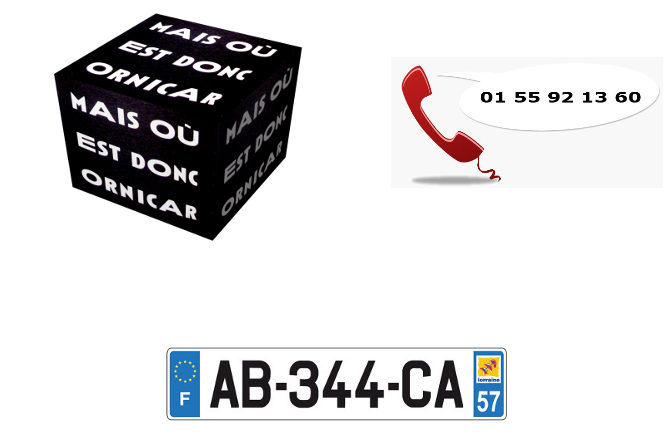 MAIS OÙ
EST DONC
ORNICAR
MAIS OÙ
EST DONC
ORNICAR
MAIS OÙ
EST DONC
ORNICAR
01 55 92 13 60
F AB-344-CA lorraine 57